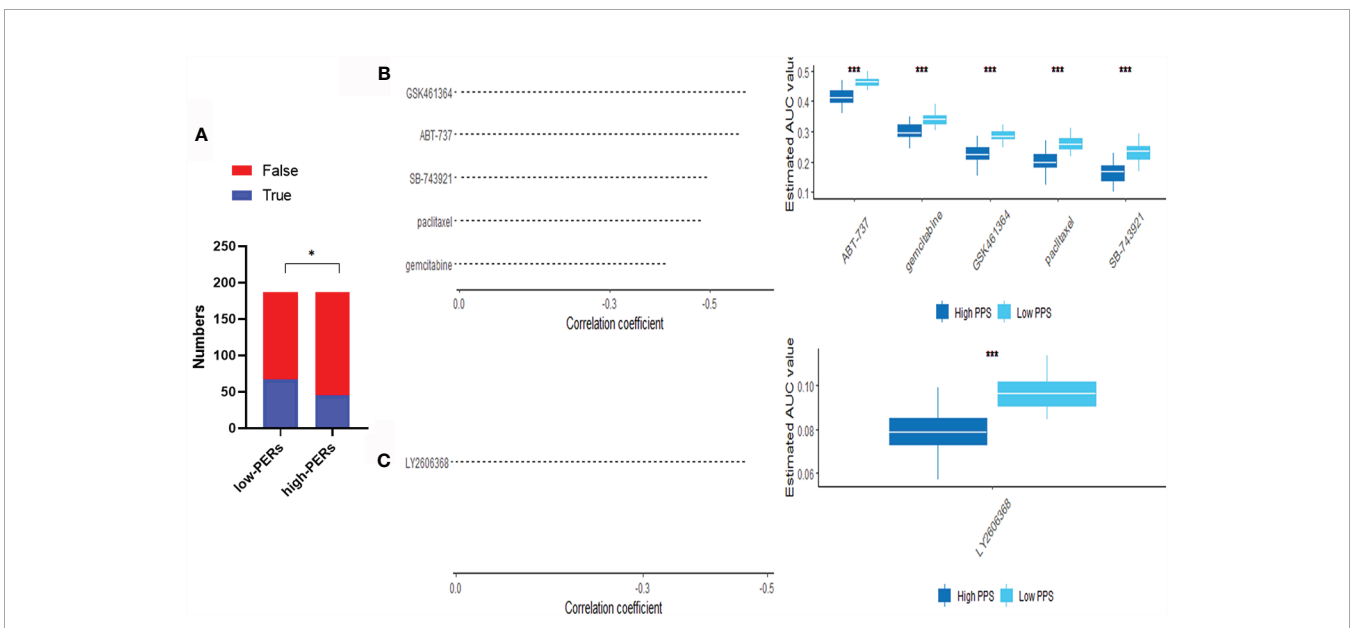 A
False
True
250
200
150
100
50
0
Numbers
*
low-PERs
high-PERs
B
GSK461364
ABT-737
SB-743921
paclitaxel
gemcitabine
0.0 -0.3 -0.5
Correlation coefficient
Estimated AUC value
0.5
0.4
0.3
0.2
0.1
*** *** *** *** ***
ABT-737
gemcitabine
GSK461364
paclitaxel
SB-743921
High PPS Low PPS
C
LY2606368
0.0 -0.3 -0.5
Correlation coefficient
Estimated AUC value
0.10
0.08
0.06
***
LY2606368
High PPS Low PPS